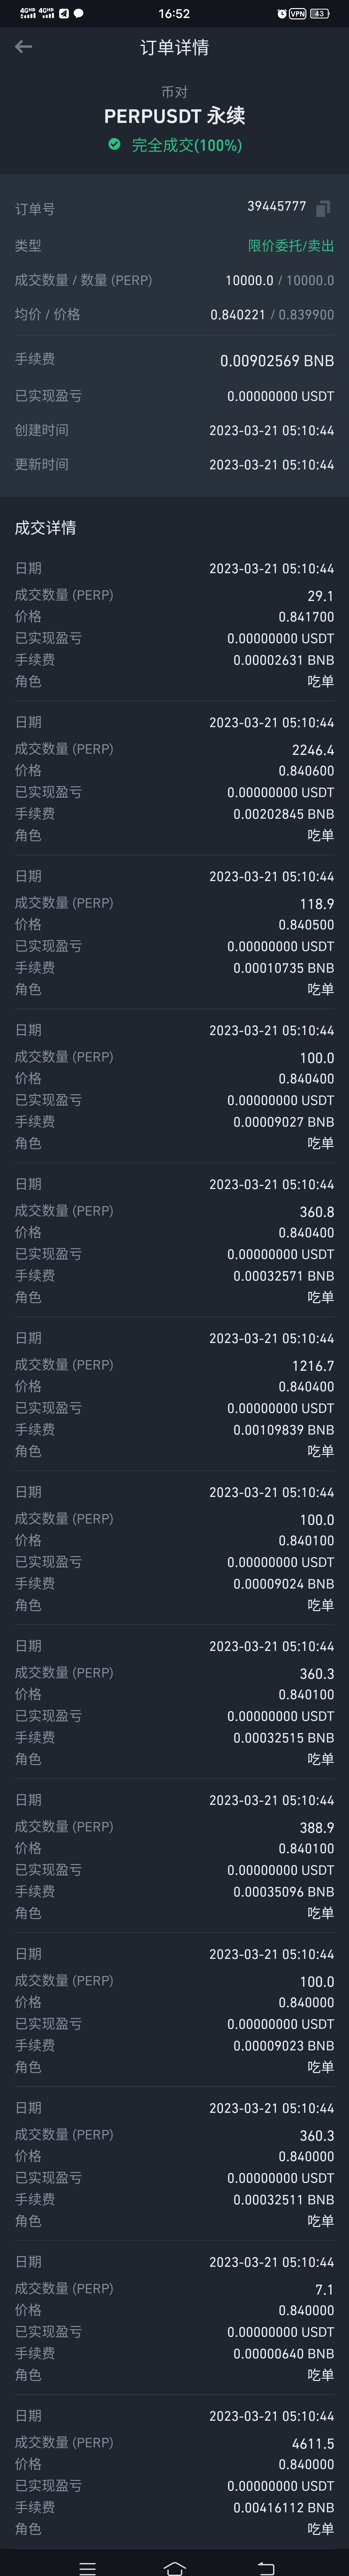 4GHD 4GHD 16:52 VPN 43
订单详情
币对
PERPUSDT 永续
完全成交(100%)
订单号 39445777
类型 限价委托/卖出
成交数量 / 数量 (PERP) 10000.0 / 10000.0
均价 / 价格 0.840221 / 0.839900
手续费 0.00902569 BNB
已实现盈亏 0.00000000 USDT
创建时间 2023-03-21 05:10:44
更新时间 2023-03-21 05:10:44
成交详情
日期 2023-03-21 05:10:44
成交数量 (PERP) 29.1
价格 0.841700
已实现盈亏 0.00000000 USDT
手续费 0.00002631 BNB
角色 吃单
日期 2023-03-21 05:10:44
成交数量 (PERP) 2246.4
价格 0.840600
已实现盈亏 0.00000000 USDT
手续费 0.00202845 BNB
角色 吃单
日期 2023-03-21 05:10:44
成交数量 (PERP) 118.9
价格 0.840500
已实现盈亏 0.00000000 USDT
手续费 0.00010735 BNB
角色 吃单
日期 2023-03-21 05:10:44
成交数量 (PERP) 100.0
价格 0.840400
已实现盈亏 0.00000000 USDT
手续费 0.00009027 BNB
角色 吃单
日期 2023-03-21 05:10:44
成交数量 (PERP) 360.8
价格 0.840400
已实现盈亏 0.00000000 USDT
手续费 0.00032571 BNB
角色 吃单
日期 2023-03-21 05:10:44
成交数量 (PERP) 1216.7
价格 0.840400
已实现盈亏 0.00000000 USDT
手续费 0.00109839 BNB
角色 吃单
日期 2023-03-21 05:10:44
成交数量 (PERP) 100.0
价格 0.840100
已实现盈亏 0.00000000 USDT
手续费 0.00009024 BNB
角色 吃单
日期 2023-03-21 05:10:44
成交数量 (PERP) 360.3
价格 0.840100
已实现盈亏 0.00000000 USDT
手续费 0.00032515 BNB
角色 吃单
日期 2023-03-21 05:10:44
成交数量 (PERP) 388.9
价格 0.840100
已实现盈亏 0.00000000 USDT
手续费 0.00035096 BNB
角色 吃单
日期 2023-03-21 05:10:44
成交数量 (PERP) 100.0
价格 0.840000
已实现盈亏 0.00000000 USDT
手续费 0.00009023 BNB
角色 吃单
日期 2023-03-21 05:10:44
成交数量 (PERP) 360.3
价格 0.840000
已实现盈亏 0.00000000 USDT
手续费 0.00032511 BNB
角色 吃单
日期 2023-03-21 05:10:44
成交数量 (PERP) 7.1
价格 0.840000
已实现盈亏 0.00000000 USDT
手续费 0.00000640 BNB
角色 吃单
日期 2023-03-21 05:10:44
成交数量 (PERP) 4611.5
价格 0.840000
已实现盈亏 0.00000000 USDT
手续费 0.00416112 BNB
角色 吃单